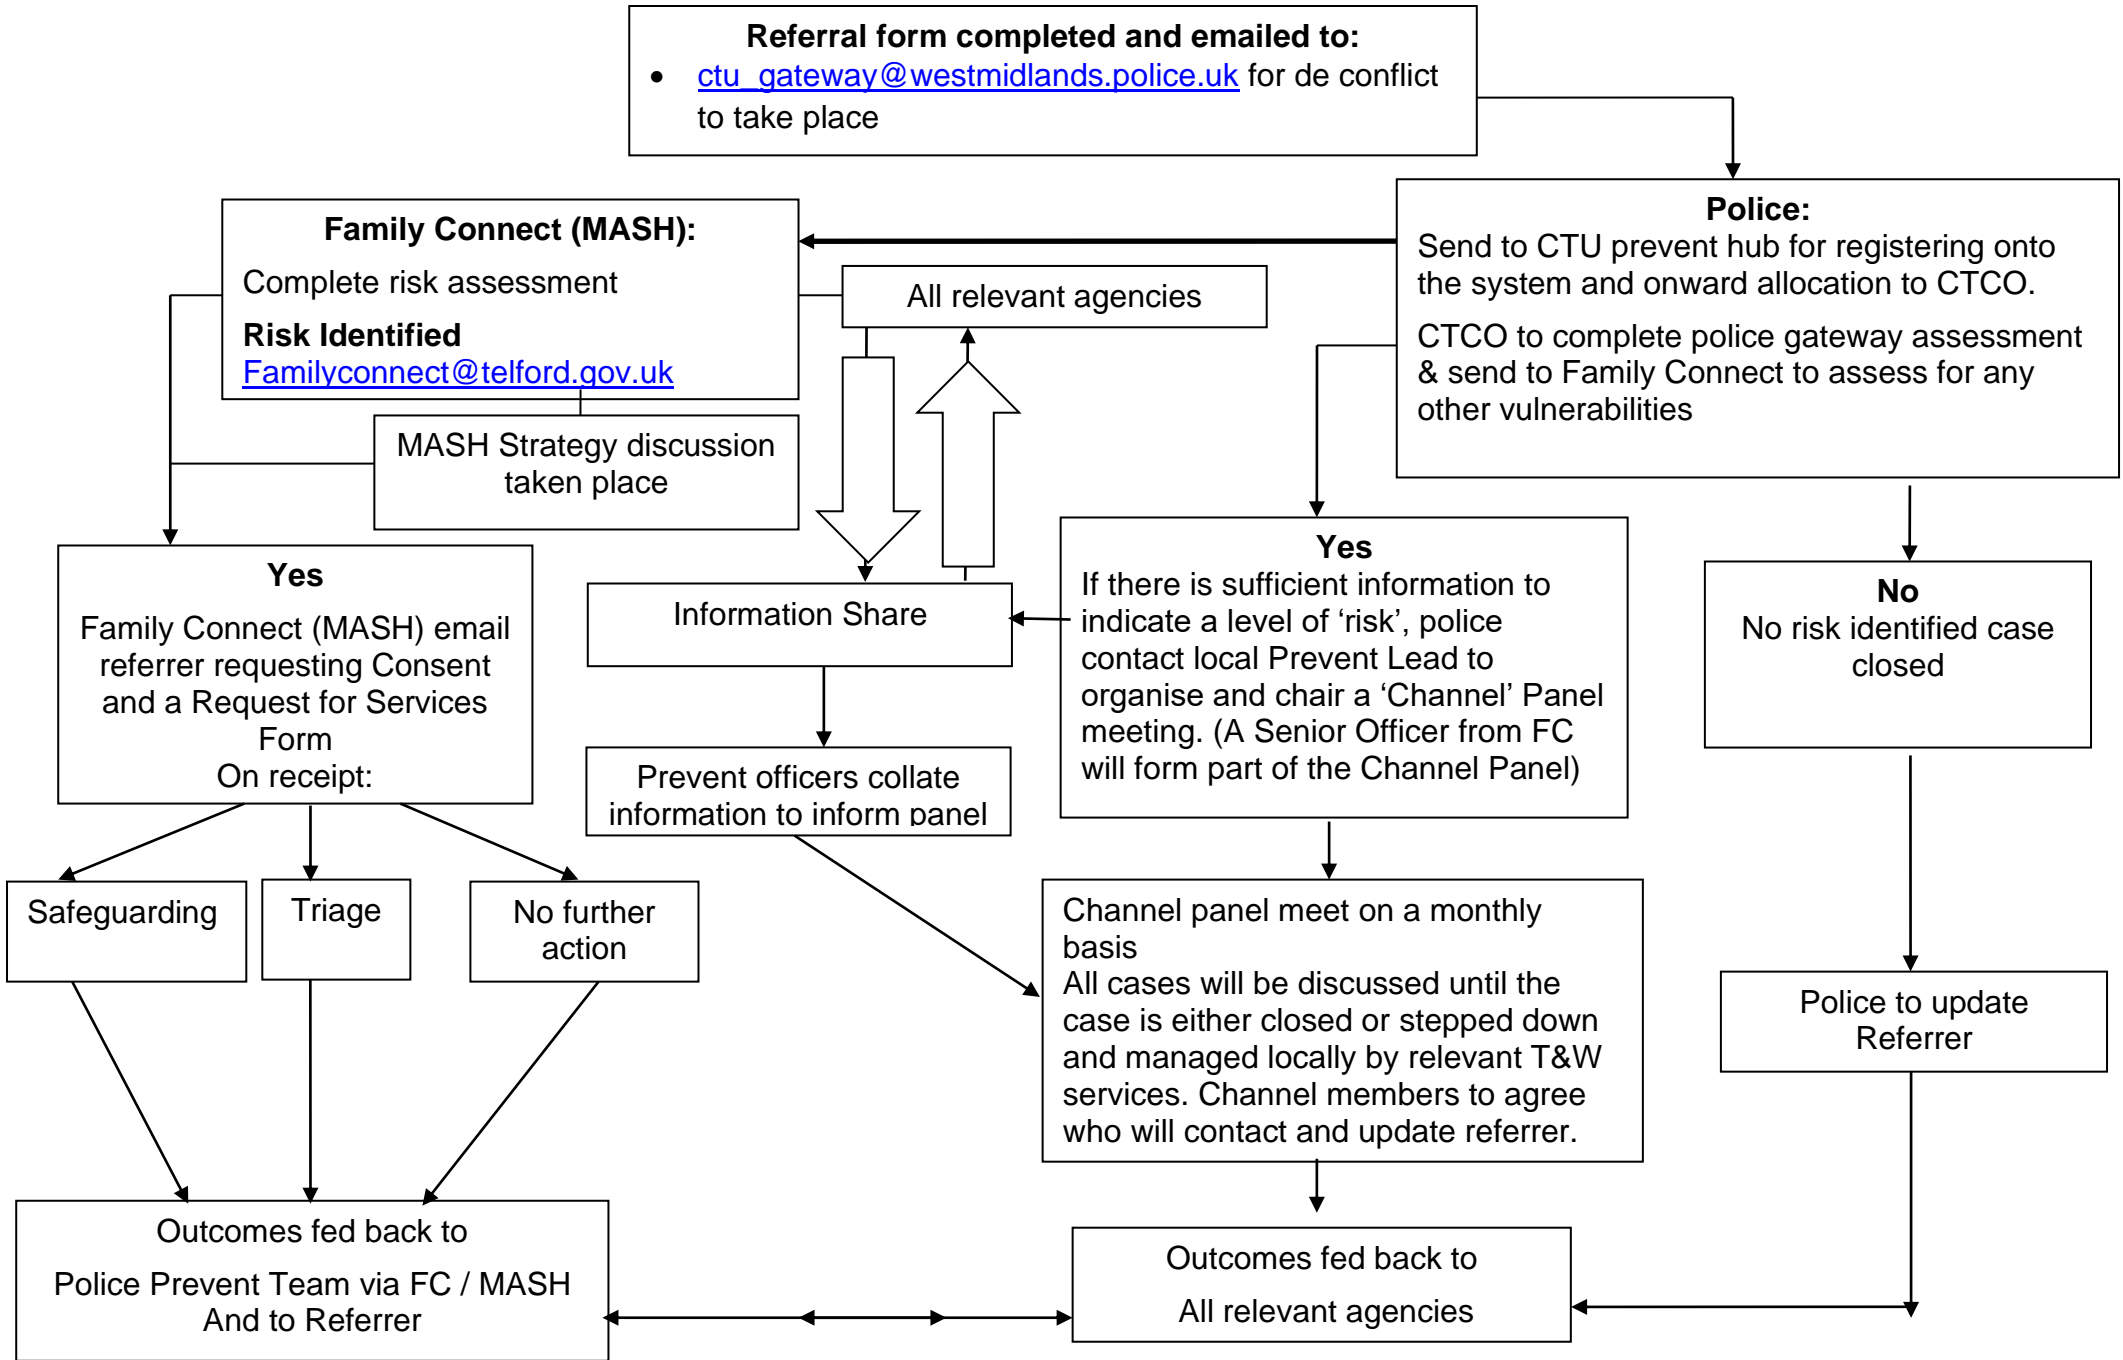 Referral form completed and emailed to:
• ctu_gateway@westmidlands.police.uk for de conflict
to take place
Family Connect (MASH):
Complete risk assessment
Risk Identified
Familyconnect@telford.gov.uk
All relevant agencies
Police:
Send to CTU prevent hub for registering onto
the system and onward allocation to CTCO.
CTCO to complete police gateway assessment
& send to Family Connect to assess for any
other vulnerabilities
MASH Strategy discussion
taken place
Yes
Family Connect (MASH) email
referrer requesting Consent
and a Request for Services
Form
On receipt:
Information Share
Yes
If there is sufficient information to
indicate a level of ‘risk’, police
contact local Prevent Lead to
organise and chair a ‘Channel’ Panel
meeting. (A Senior Officer from FC
will form part of the Channel Panel)
No
No risk identified case
closed
Prevent officers collate
information to inform panel
Safeguarding
Triage
No further
action
Channel panel meet on a monthly
basis
All cases will be discussed until the
case is either closed or stepped down
and managed locally by relevant T&W
services. Channel members to agree
who will contact and update referrer.
Police to update
Referrer
Outcomes fed back to
Police Prevent Team via FC / MASH
And to Referrer
Outcomes fed back to
All relevant agencies